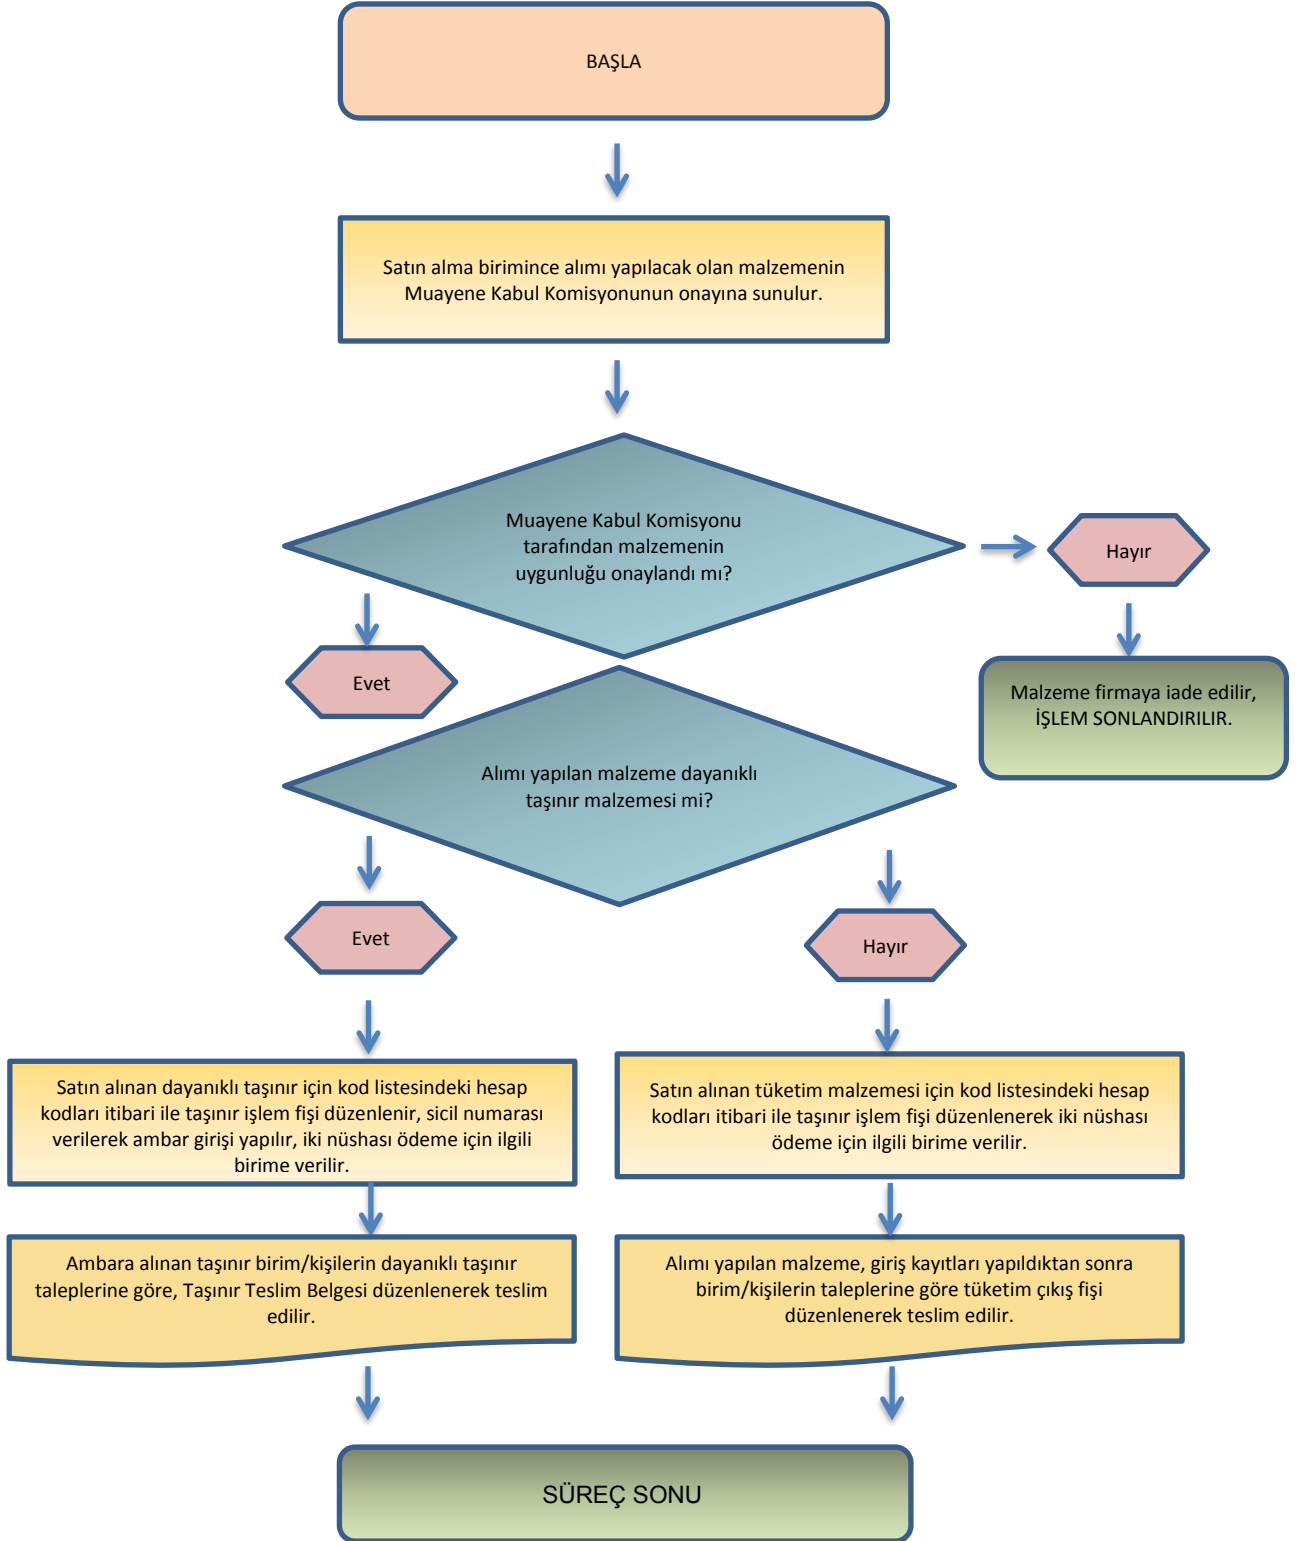 BAŞLA
Satın alma birimince alımı yapılacak olan malzemenin
Muayene Kabul Komisyonunun onayına sunulur.
Muayene Kabul Komisyonu
tarafından malzemenin
uygunluğu onaylandı mı?
Hayır
Evet
Malzeme firmaya iade edilir,
İŞLEM SONLANDIRILIR.
Alımı yapılan malzeme dayanıklı
taşınır malzemesi mi?
Evet
Hayır
Satın alınan dayanıklı taşınır için kod listesindeki hesap
kodları itibari ile taşınır işlem fişi düzenlenir, sicil numarası
verilerek ambar girişi yapılır, iki nüshası ödeme için ilgili
birime verilir.
Satın alınan tüketim malzemesi için kod listesindeki hesap
kodları itibari ile taşınır işlem fişi düzenlenerek iki nüshası
ödeme için ilgili birime verilir.
Ambara alınan taşınır birim/kişilerin dayanıklı taşınır
taleplerine göre, Taşınır Teslim Belgesi düzenlenerek teslim
edilir.
Alımı yapılan malzeme, giriş kayıtları yapıldıktan sonra
birim/kişilerin taleplerine göre tüketim çıkış fişi
düzenlenerek teslim edilir.
SÜREÇ SONU